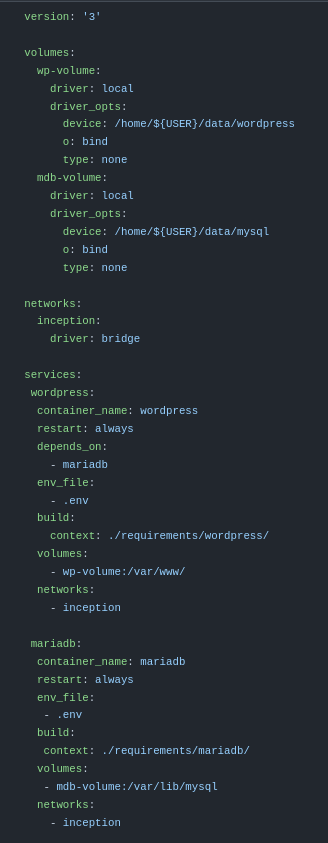 version: '3'

volumes:
  wp-volume:
    driver: local
    driver_opts:
      device: /home/${USER}/data/wordpress
      o: bind
      type: none
  mdb-volume:
    driver: local
    driver_opts:
      device: /home/${USER}/data/mysql
      o: bind
      type: none

networks:
  inception:
    driver: bridge

services:
 wordpress:
  container_name: wordpress
  restart: always
  depends_on:
    - mariadb
  env_file:
    - .env
  build:
    context: ./requirements/wordpress/
  volumes:
    - wp-volume:/var/www/
  networks:
    - inception

 mariadb:
  container_name: mariadb
  restart: always
  env_file:
   - .env
  build:
   context: ./requirements/mariadb/
  volumes:
   - mdb-volume:/var/lib/mysql
  networks:
    - inception